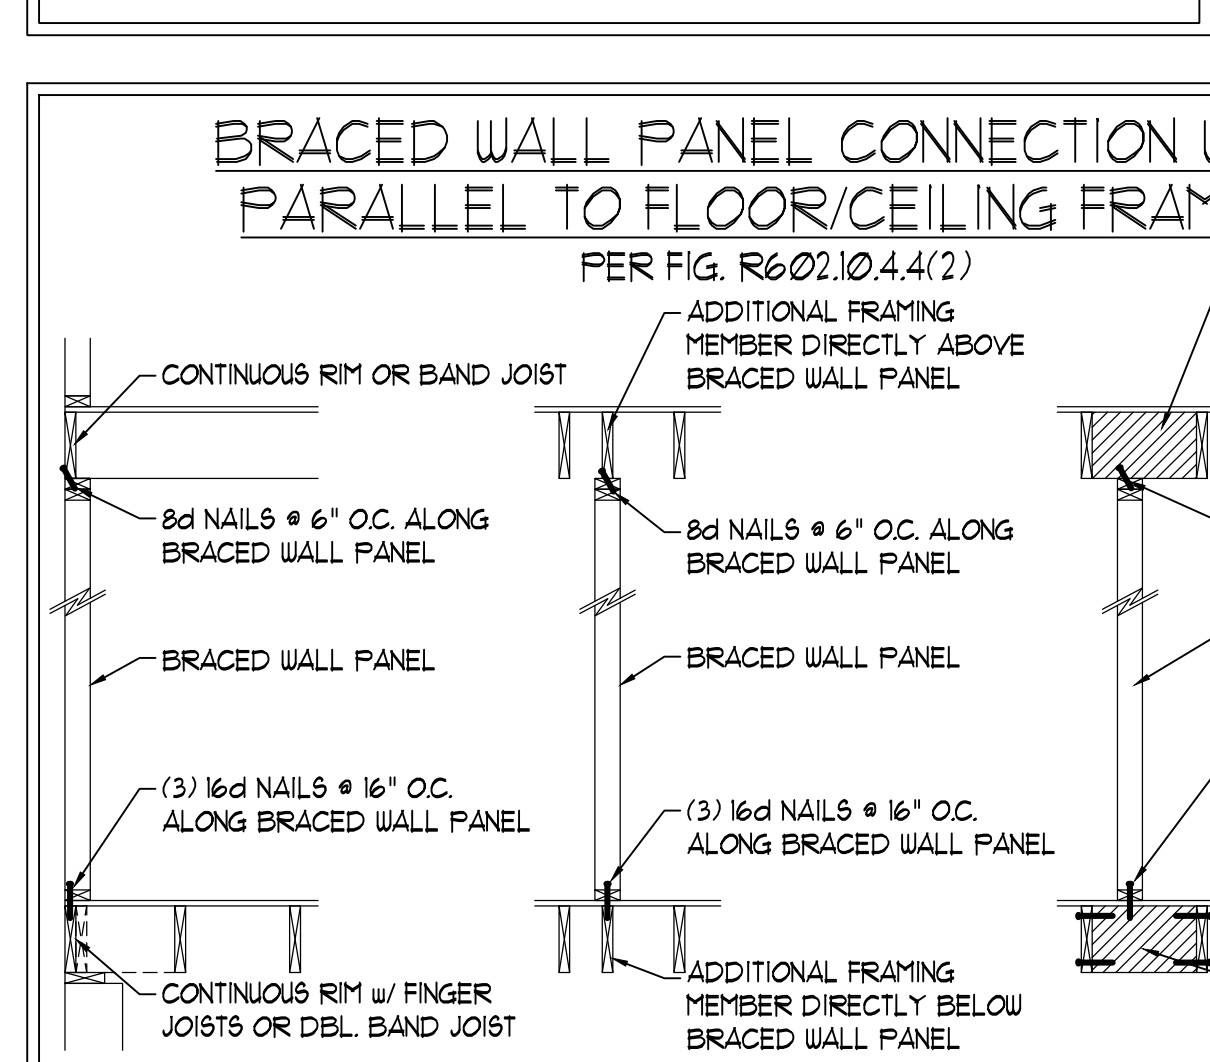 BRACED WALL PANEL CONNECTION
PARALLEL TO FLOOR/CEILING
PER FIG. R602.10.4.4(2)
CONTINUOUS RIM OR BAND JOIST
8d NAILS @ 6" O.C. ALONG
BRACED WALL PANEL
BRACED WALL PANEL
(3) 16d NAILS @ 16" O.C.
ALONG BRACED WALL PANEL
CONTINUOUS RIM w/ FINGER
JOISTS OR DBL. BAND JOIST
ADDITIONAL FRAMING
MEMBER DIRECTLY ABOVE
BRACED WALL PANEL
8d NAILS @ 6" O.C. ALONG
BRACED WALL PANEL
BRACED WALL PANEL
(3) 16d NAILS @ 16" O.C.
ALONG BRACED WALL PANEL
ADDITIONAL FRAMING
MEMBER DIRECTLY BELOW
BRACED WALL PANEL